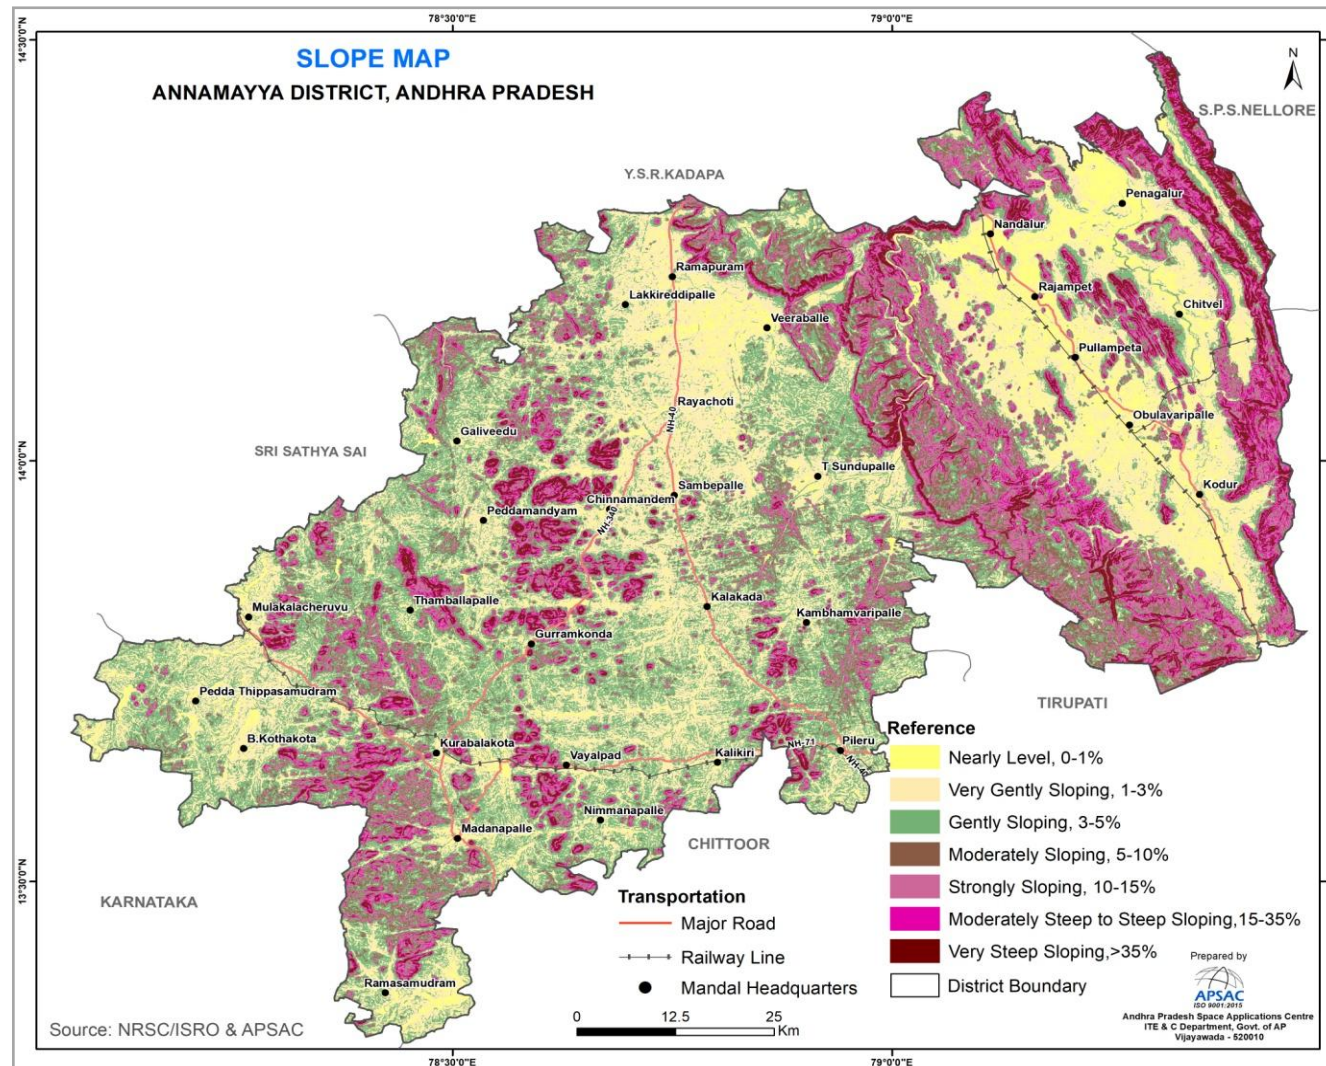 78°30'0"E
79°0'0"E
14°30'0"N
14°0'0"N
13°30'0"N
SLOPE MAP
ANNAMAYYA DISTRICT, ANDHRA PRADESH
N
S.P.S.NELLORE
Y.S.R.KADAPA
SRI SATHYA SAI
KARNATAKA
CHITTOOR
TIRUPATI
Penagalur
Nandalur
Rajampet
Chitvel
Pullampeta
Obulavaripalle
Kodur
Ramapuram
Lakkireddipalle
Veeraballe
Rayachoti
NH-40
Galiveedu
T Sundupalle
Sambepalle
Chinnamandem
NH-340
Peddamandyam
Thamballapalle
Mulakalacheruvu
Kalakada
Kambhamvaripalle
Gurramkonda
Pedda Thippasamudram
B.Kothakota
Kurabalakota
Vayalpad
Kalikiri
NH-71
Pileru
NH-40
Nimmanapalle
Madanapalle
Ramasamudram
Reference
Nearly Level, 0-1%
Very Gently Sloping, 1-3%
Gently Sloping, 3-5%
Moderately Sloping, 5-10%
Strongly Sloping, 10-15%
Moderately Steep to Steep Sloping,15-35%
Very Steep Sloping,>35%
District Boundary
Transportation
Major Road
Railway Line
Mandal Headquarters
0 12.5 25
Km
Source: NRSC/ISRO & APSAC
Prepared by
APSAC
ISO 9001:2015
Andhra Pradesh Space Applications Centre
ITE & C Department, Govt. of AP
Vijayawada - 520010
78°30'0"E
79°0'0"E